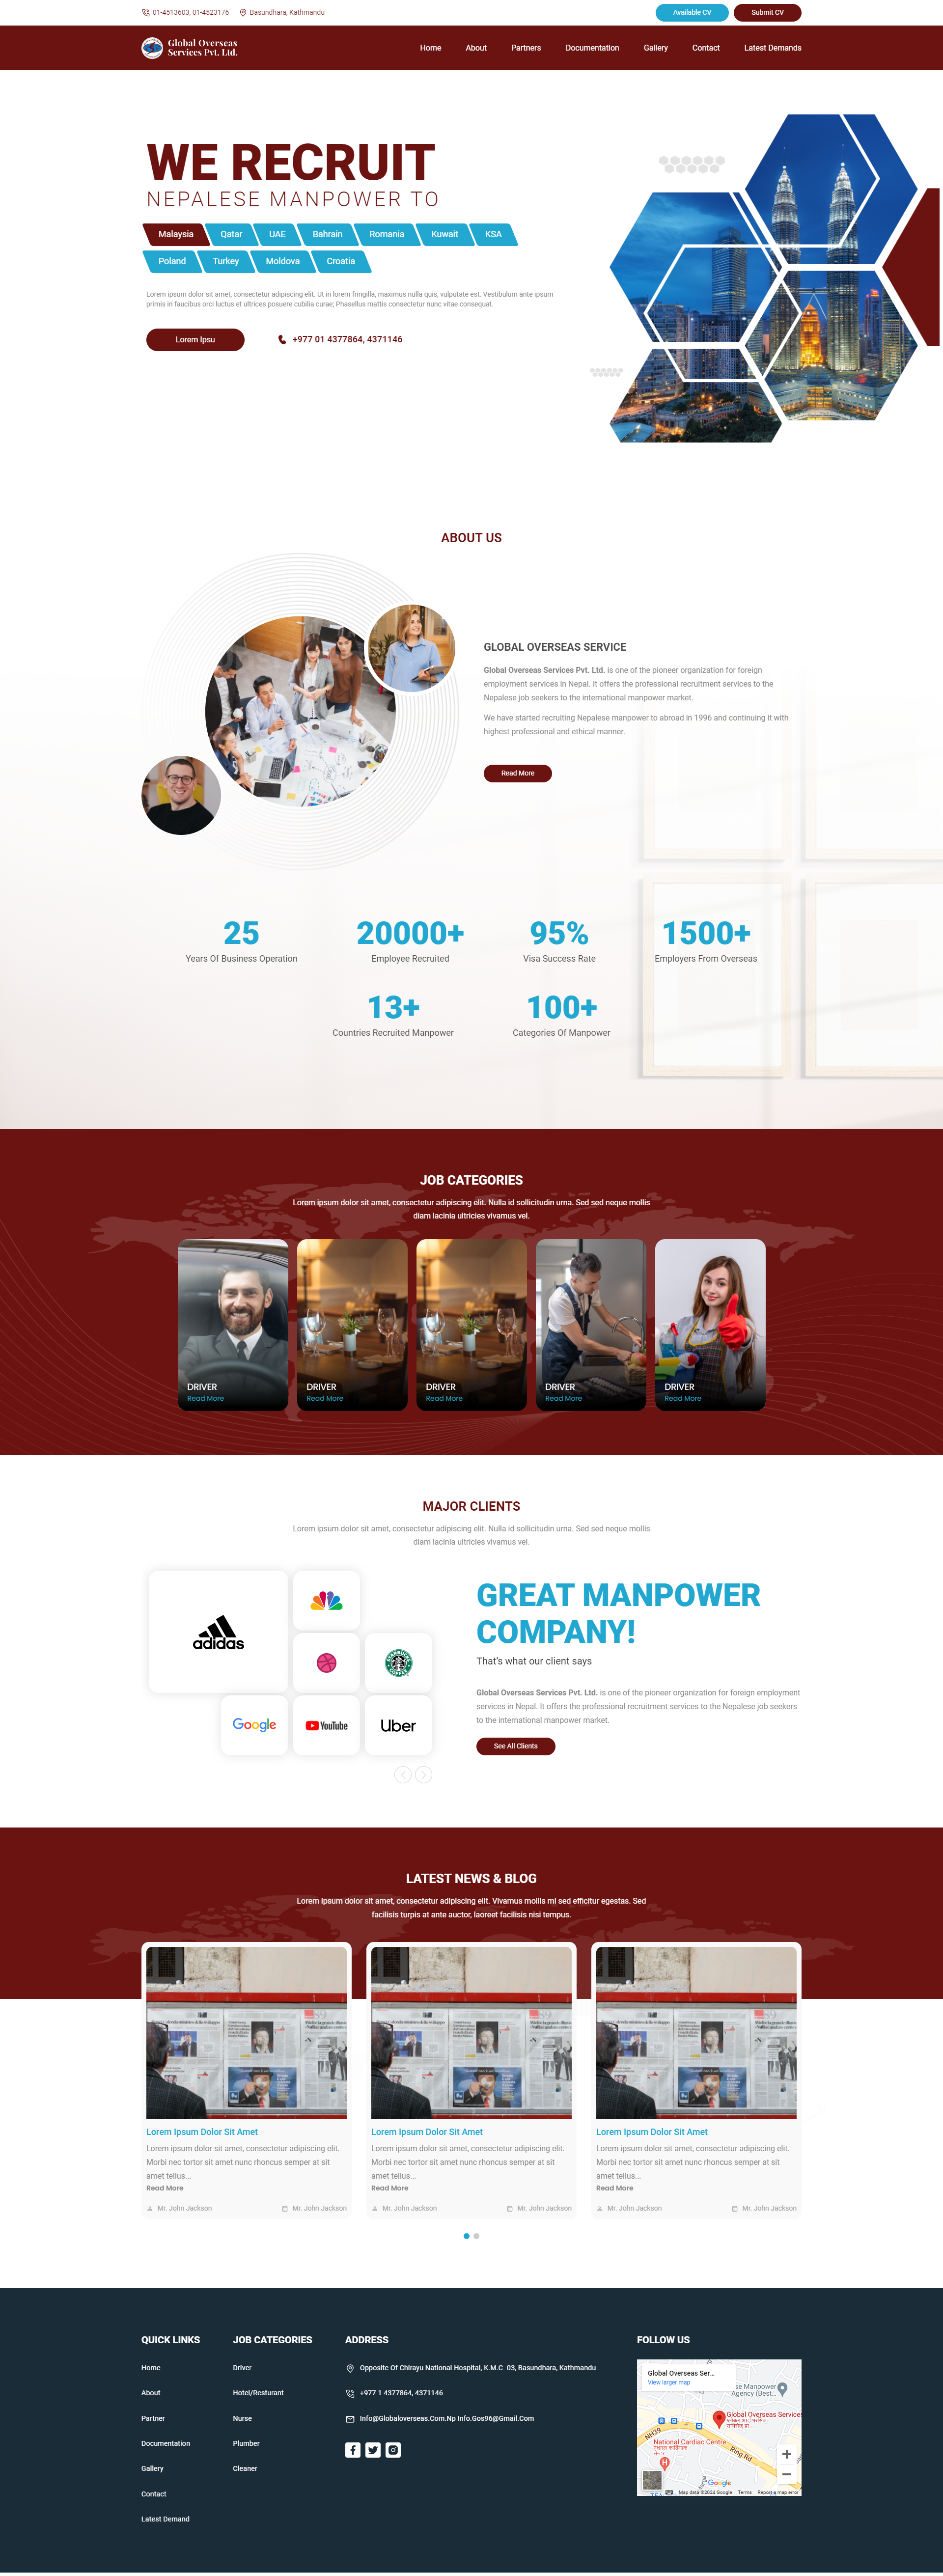 01-4513603, 01-4523176
Basundhara, Kathmandu
Available CV
Submit CV
Global Overseas
Services Pvt. Ltd.
Home
About
Partners
Documentation
Gallery
Contact
Latest Demands
WE RECRUIT
NEPALESE MANPOWER TO
Malaysia
Qatar
UAE
Bahrain
Romania
Kuwait
KSA
Poland
Turkey
Moldova
Croatia
Lorem ipsum dolor sit amet, consectetur adipiscing elit. Ut in lorem fringilla, maximus nulla quis, vulputate est. Vestibulum ante ipsum
primis in faucibus orci luctus et ultrices posuere cubilia curae; Phasellus mattis consectetur nunc vitae consequat.
Lorem Ipsu
+977 01 4377864, 4371146
ABOUT US
GLOBAL OVERSEAS SERVICE
Global Overseas Services Pvt. Ltd. is one of the pioneer organization for foreign
employment services in Nepal. It offers the professional recruitment services to the
Nepalese job seekers to the international manpower market.
We have started recruiting Nepalese manpower to abroad in 1996 and continuing it with
highest professional and ethical manner.
Read More
25
Years Of Business Operation
20000+
Employee Recruited
95%
Visa Success Rate
1500+
Employers From Overseas
13+
Countries Recruited Manpower
100+
Categories Of Manpower
JOB CATEGORIES
Lorem ipsum dolor sit amet, consectetur adipiscing elit. Nulla id sollicitudin urna. Sed sed neque mollis
diam lacinia ultricies vivamus vel.
DRIVER
Read More
DRIVER
Read More
DRIVER
Read More
DRIVER
Read More
DRIVER
Read More
MAJOR CLIENTS
Lorem ipsum dolor sit amet, consectetur adipiscing elit. Nulla id sollicitudin urna. Sed sed neque mollis
diam lacinia ultricies vivamus vel.
adidas
STARBUCKS
COFFEE
Google
YouTube
Uber
GREAT MANPOWER
COMPANY!
That's what our client says
Global Overseas Services Pvt. Ltd. is one of the pioneer organization for foreign employment
services in Nepal. It offers the professional recruitment services to the Nepalese job seekers
to the international manpower market.
See All Clients
LATEST NEWS & BLOG
Lorem ipsum dolor sit amet, consectetur adipiscing elit. Vivamus mollis mi sed efficitur egestas. Sed
facilisis turpis at ante auctor, laoreet facilisis nisi tempus.
Lorem Ipsum Dolor Sit Amet
Lorem ipsum dolor sit amet, consectetur adipiscing elit.
Morbi nec tortor sit amet nunc rhoncus semper at sit
amet tellus...
Read More
Mr. John Jackson
Mr. John Jackson
Lorem Ipsum Dolor Sit Amet
Lorem ipsum dolor sit amet, consectetur adipiscing elit.
Morbi nec tortor sit amet nunc rhoncus semper at sit
amet tellus...
Read More
Mr. John Jackson
Mr. John Jackson
Lorem Ipsum Dolor Sit Amet
Lorem ipsum dolor sit amet, consectetur adipiscing elit.
Morbi nec tortor sit amet nunc rhoncus semper at sit
amet tellus...
Read More
Mr. John Jackson
Mr. John Jackson
QUICK LINKS
Home
About
Partner
Documentation
Gallery
Contact
Latest Demand
JOB CATEGORIES
Driver
Hotel/Resturant
Nurse
Plumber
Cleaner
ADDRESS
Opposite Of Chirayu National Hospital, K.M.C -03, Basundhara, Kathmandu
+977 1 4377864, 4371146
Info@Globaloverseas.Com.Np Info.Gos96@Gmail.Com
FOLLOW US
Global Overseas Ser...
View larger map
se Manpower
Agency (Best...
Global Overseas Services
NH39
National Cardiac Centre
Ring Rd
Google
Map data ©2024 Google
Terms
Report a map error